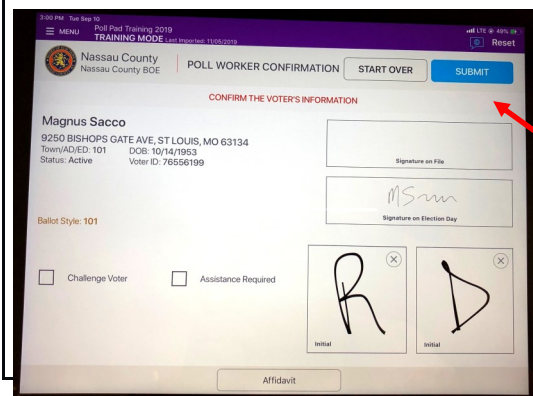 3:00 PM Tue Sep 10
LTE 49%
MENU
Poll Pad Training 2019
TRAINING MODE Last Imported: 11/05/2019
Reset
Nassau County
Nassau County BOE
POLL WORKER CONFIRMATION
START OVER
SUBMIT
CONFIRM THE VOTER'S INFORMATION
Magnus Sacco
9250 BISHOPS GATE AVE, ST LOUIS, MO 63134
Town/AD/ED: 101 DOB: 10/14/1953
Status: Active Voter ID: 76556199
Signature on File
Signature on Election Day
Ballot Style: 101
Challenge Voter
Assistance Required
R
Initial
D
Initial
Affidavit